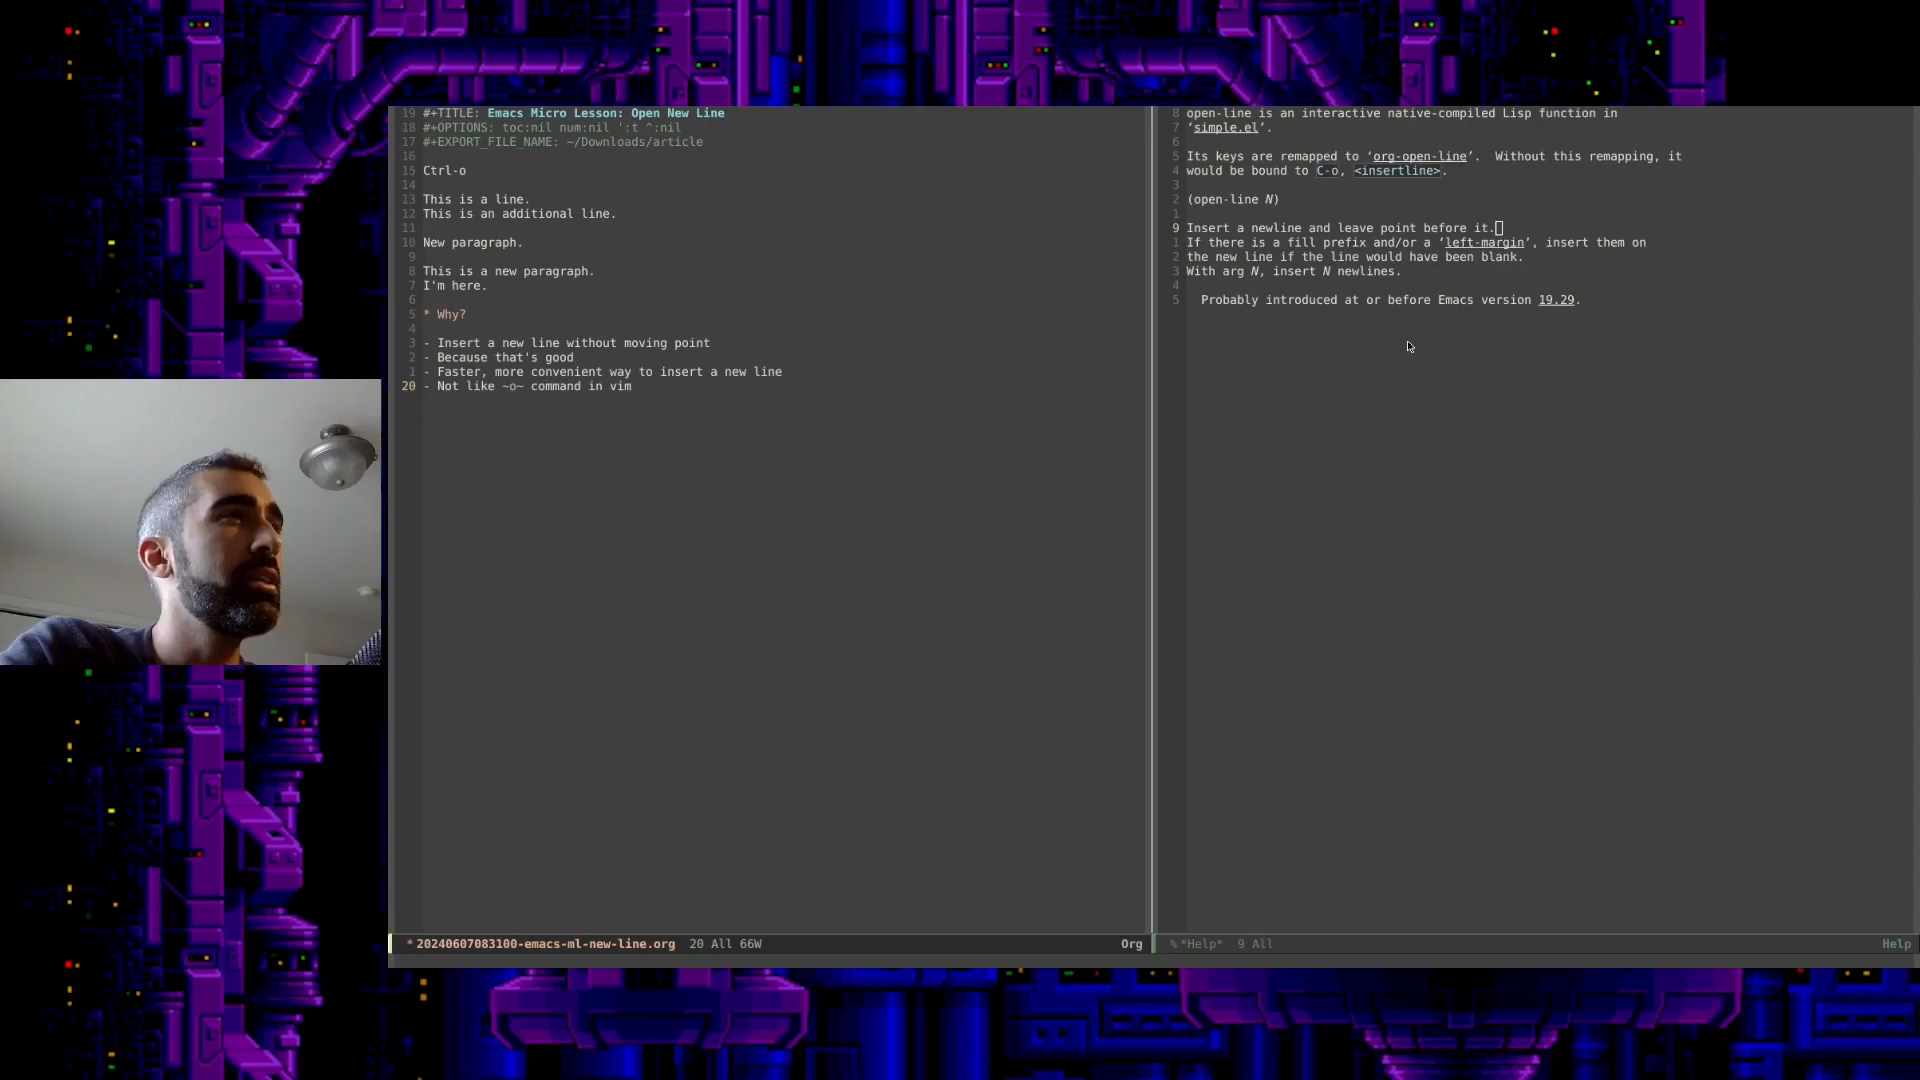 19 #+TITLE: Emacs Micro Lesson: Open New Line
18 #+OPTIONS: toc:nil num:nil ':t ^:nil
17 #+EXPORT_FILE_NAME: ~/Downloads/article
16
15 Ctrl-o
14
13 This is a line.
12 This is an additional line.
11
10 New paragraph.
9
8 This is a new paragraph.
7 I'm here.
6
5 * Why?
4
3 - Insert a new line without moving point
2 - Because that's good
1 - Faster, more convenient way to insert a new line
20 - Not like ~o~ command in vim
* 20240607083100-emacs-ml-new-line.org 20 All 66W Org
8 open-line is an interactive native-compiled Lisp function in
7 ‘simple.el’.
6
5 Its keys are remapped to ‘org-open-line’.  Without this remapping, it
4 would be bound to C-o, <insertline>.
3
2 (open-line N)
1
9 Insert a newline and leave point before it.
1 If there is a fill prefix and/or a ‘left-margin’, insert them on
2 the new line if the line would have been blank.
3 With arg N, insert N newlines.
4
5 Probably introduced at or before Emacs version 19.29.
% *Help* 9 All Help